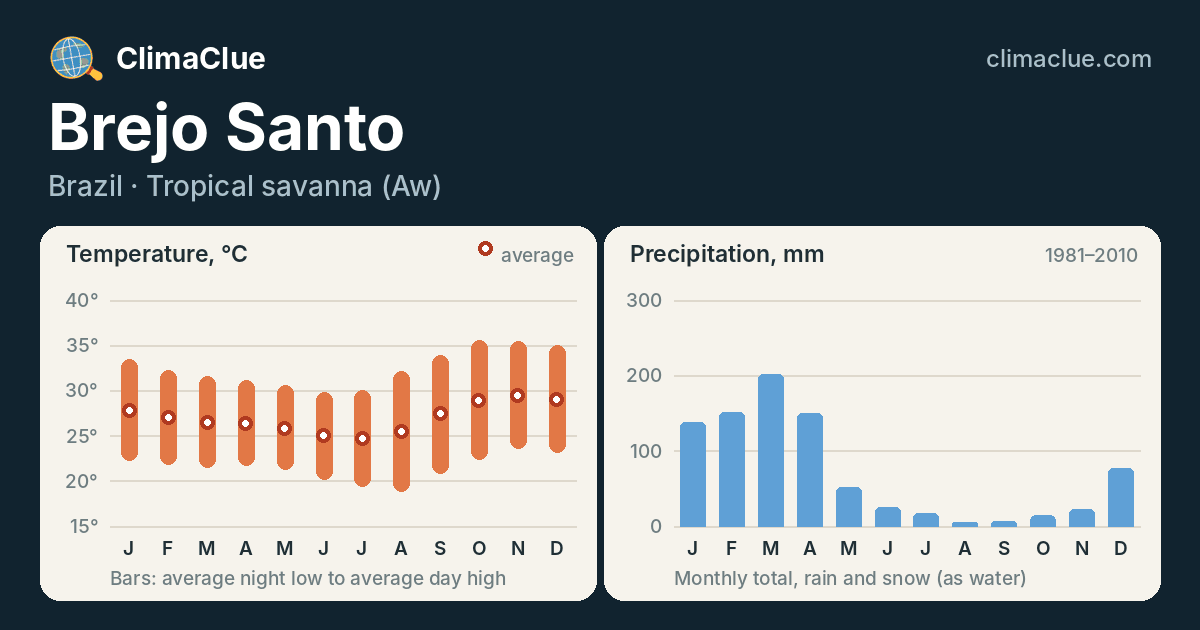 ClimaClue
climaclue.com
Brejo Santo
Brazil · Tropical savanna (Aw)
Temperature, °C
average
40°
35°
30°
25°
20°
15°
J F M A M J J A S O N D
Bars: average night low to average day high
Precipitation, mm
1981–2010
300
200
100
0
J F M A M J J A S O N D
Monthly total, rain and snow (as water)